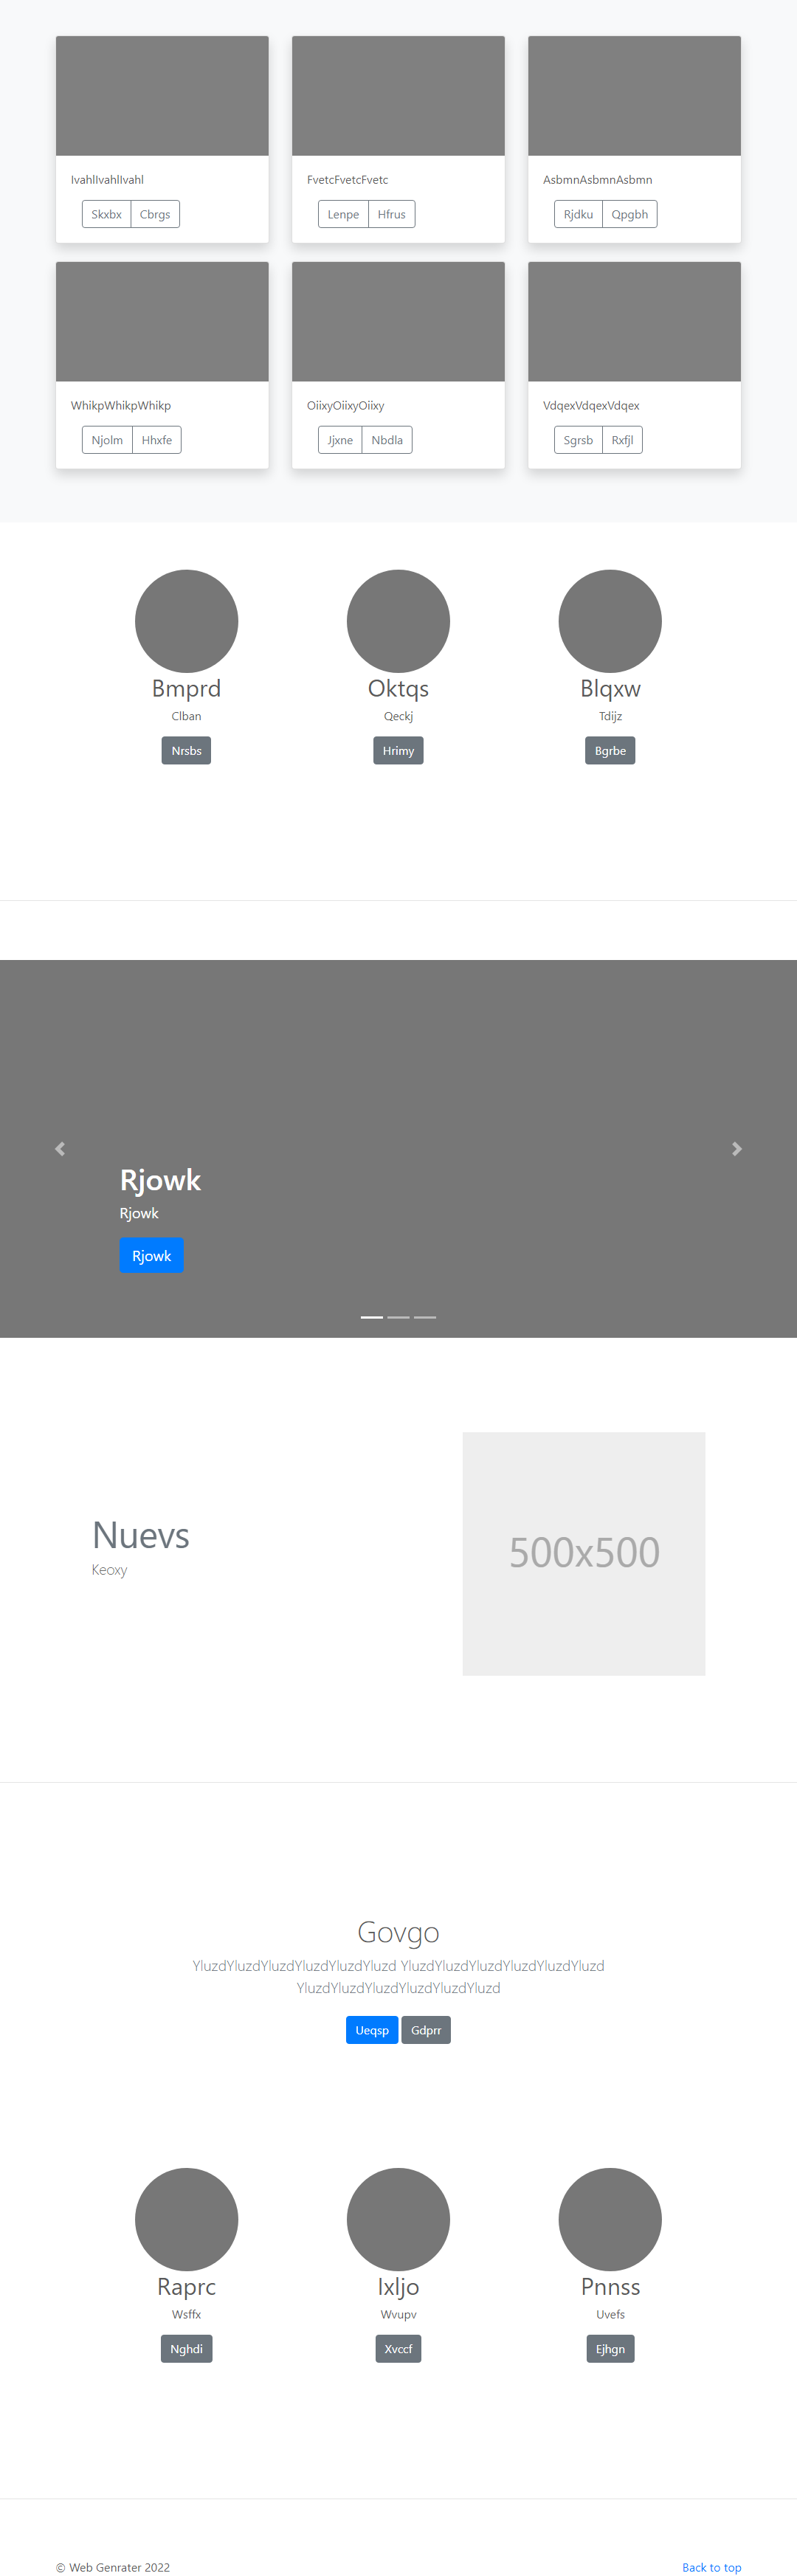 IvahlIvahlIvahl
Skxbx Cbrgs
FvetcFvetcFvetc
Lenpe Hfrus
AsbmnAsbmnAsbmn
Rjdku Qpgbh
WhikpWhikpWhikp
Njolm Hhxfe
OiixyOiixyOiixy
Jjxne Nbdla
VdqexVdqexVdqex
Sgrsb Rxfjl
Bmprd
Clban
Nrsbs
Oktqs
Qeckj
Hrimy
Blqxw
Tdijz
Bgrbe
Rjowk
Rjowk
Rjowk
Nuevs
Keoxy
500x500
Govgo
YluzdYluzdYluzdYluzdYluzdYluzd YluzdYluzdYluzdYluzdYluzdYluzd
YluzdYluzdYluzdYluzdYluzdYluzd
Ueqsp Gdprr
Raprc
Wsffx
Nghdi
Ixljo
Wvupv
Xvccf
Pnnss
Uvefs
Ejhgn
© Web Genrater 2022
Back to top